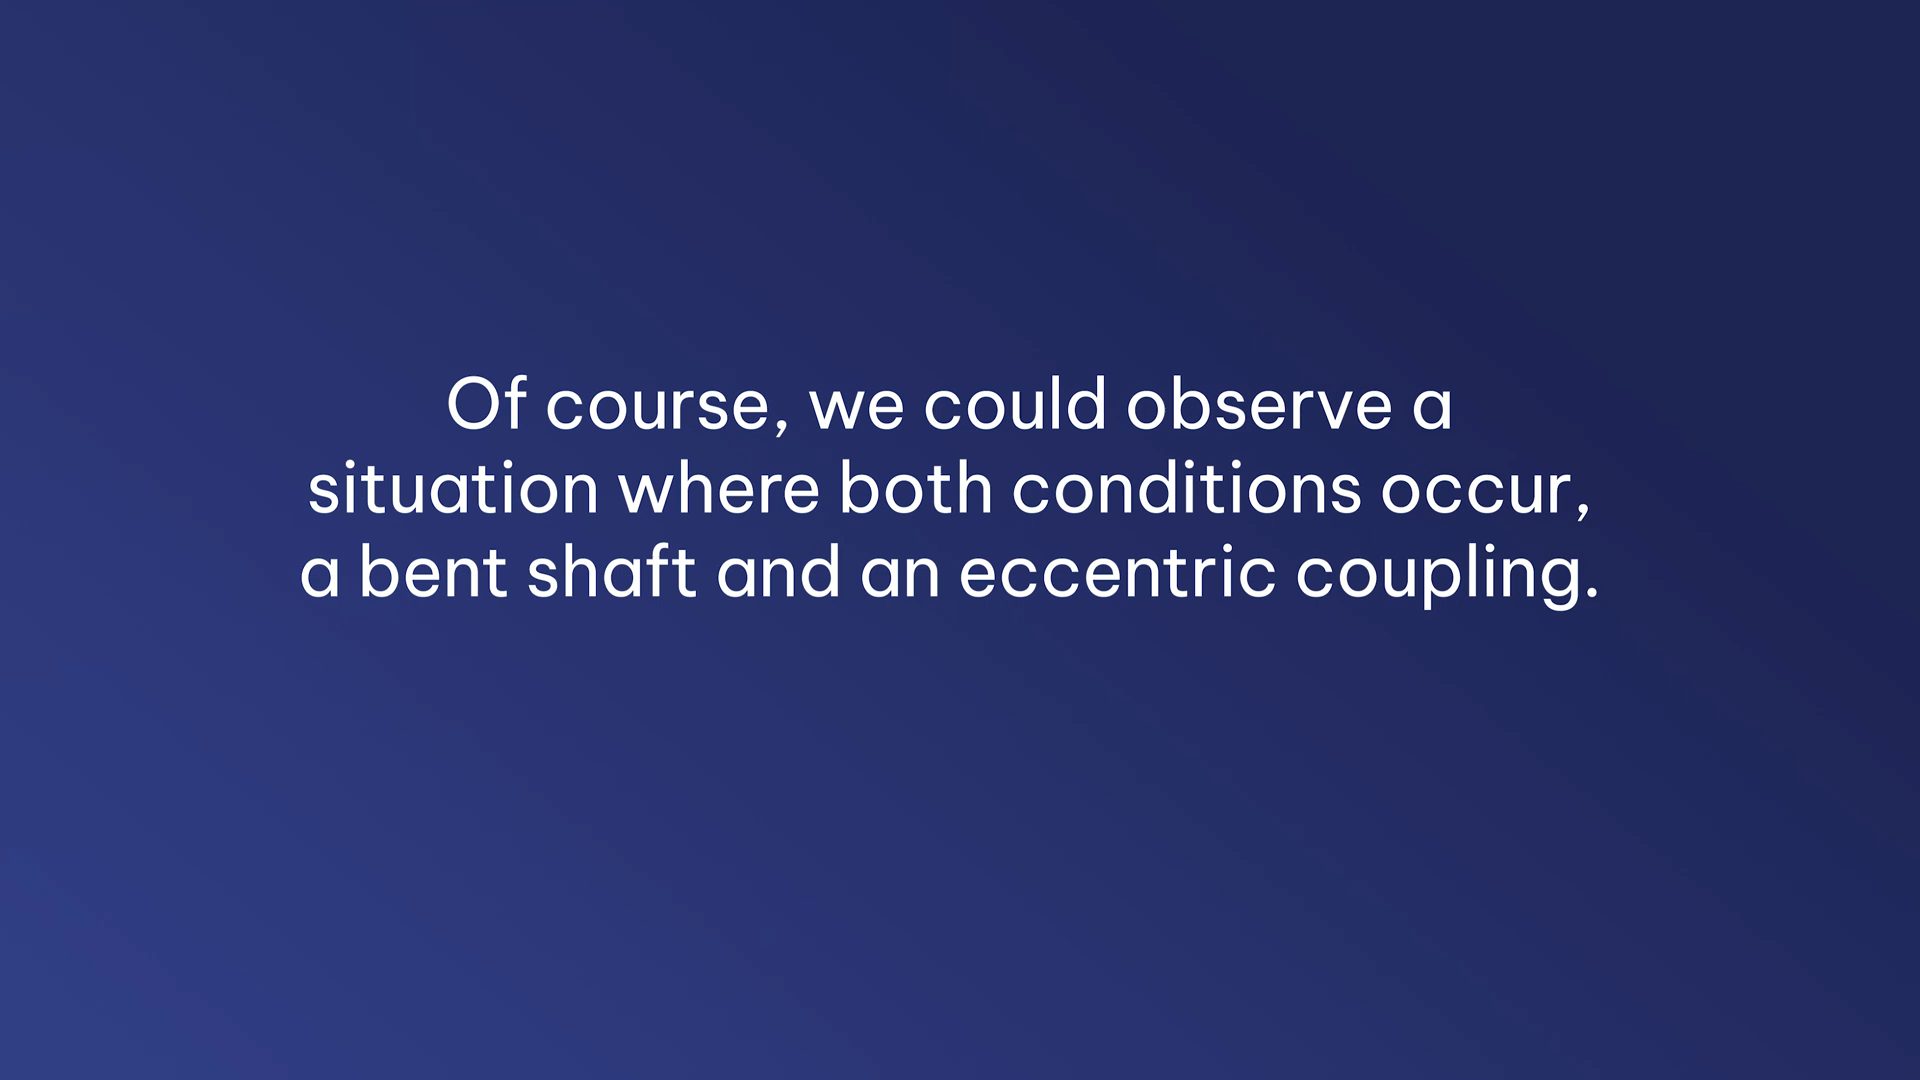 Of course, we could observe a
situation where both conditions occur,
a bent shaft and an eccentric coupling.